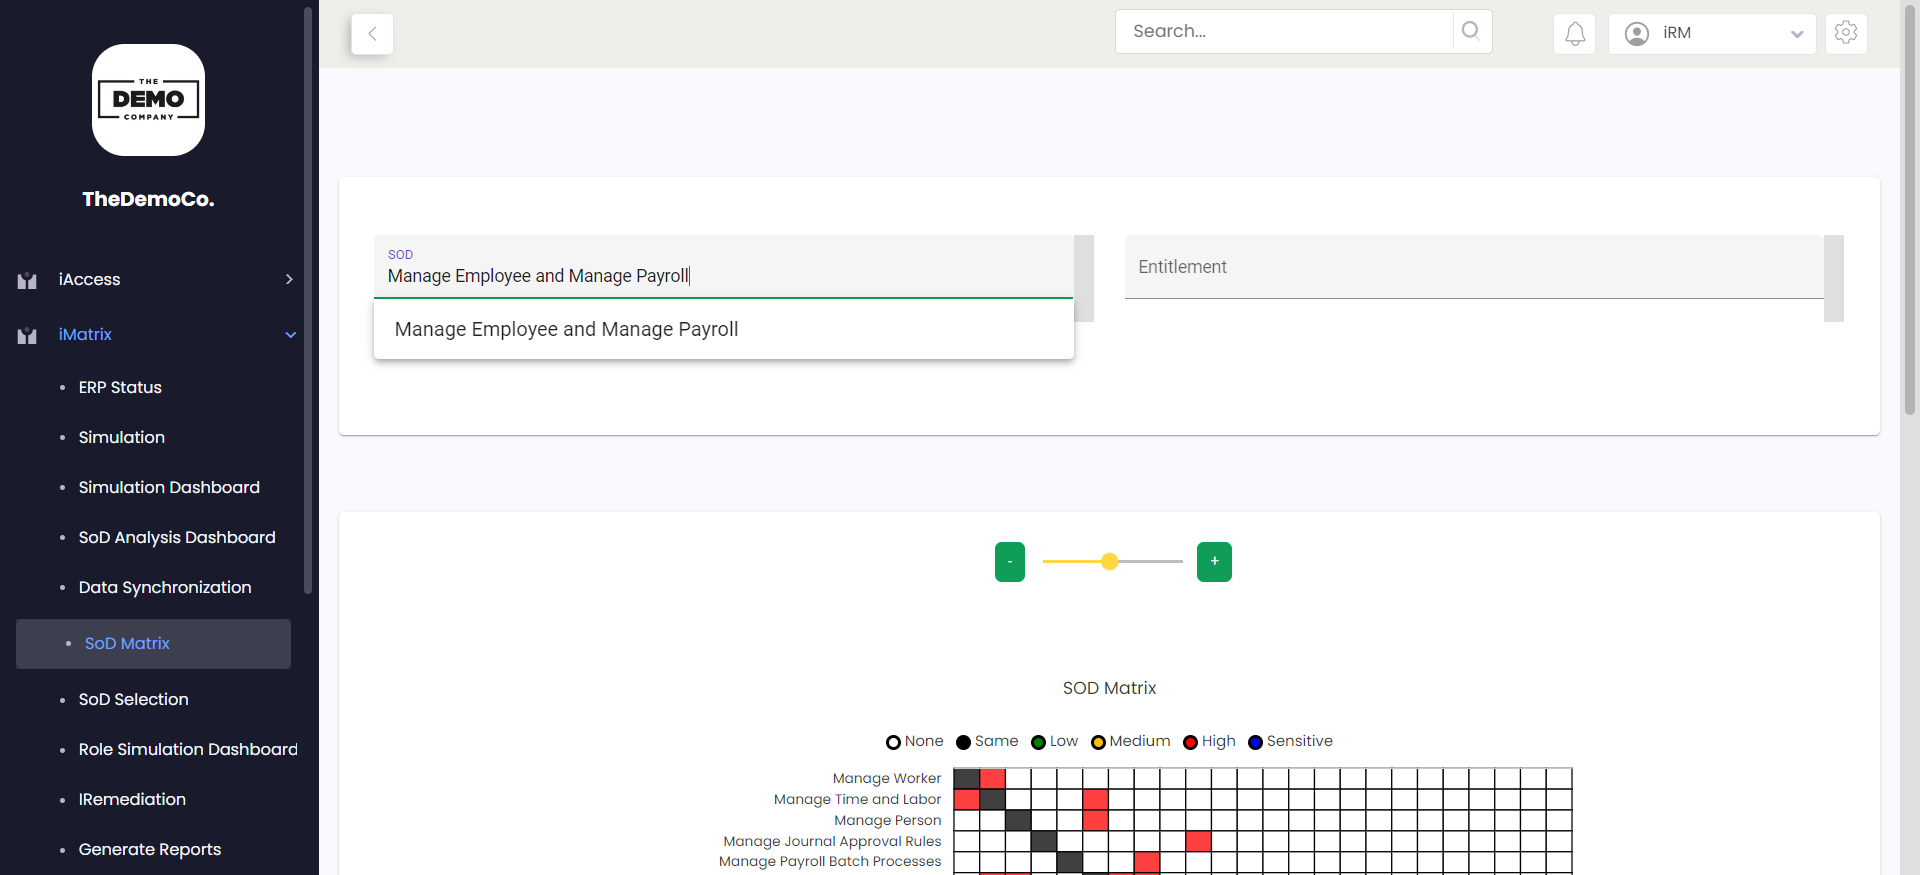 THE
DEMO
COMPANY
TheDemoCo.
iAccess
iMatrix
ERP Status
Simulation
Simulation Dashboard
SoD Analysis Dashboard
Data Synchronization
SoD Matrix
SoD Selection
Role Simulation Dashboard
IRemediation
Generate Reports
Search...
iRM
SOD
Manage Employee and Manage Payroll
Manage Employee and Manage Payroll
Entitlement
-
+
SOD Matrix
None Same Low Medium High Sensitive
Manage Worker
Manage Time and Labor
Manage Person
Manage Journal Approval Rules
Manage Payroll Batch Processes